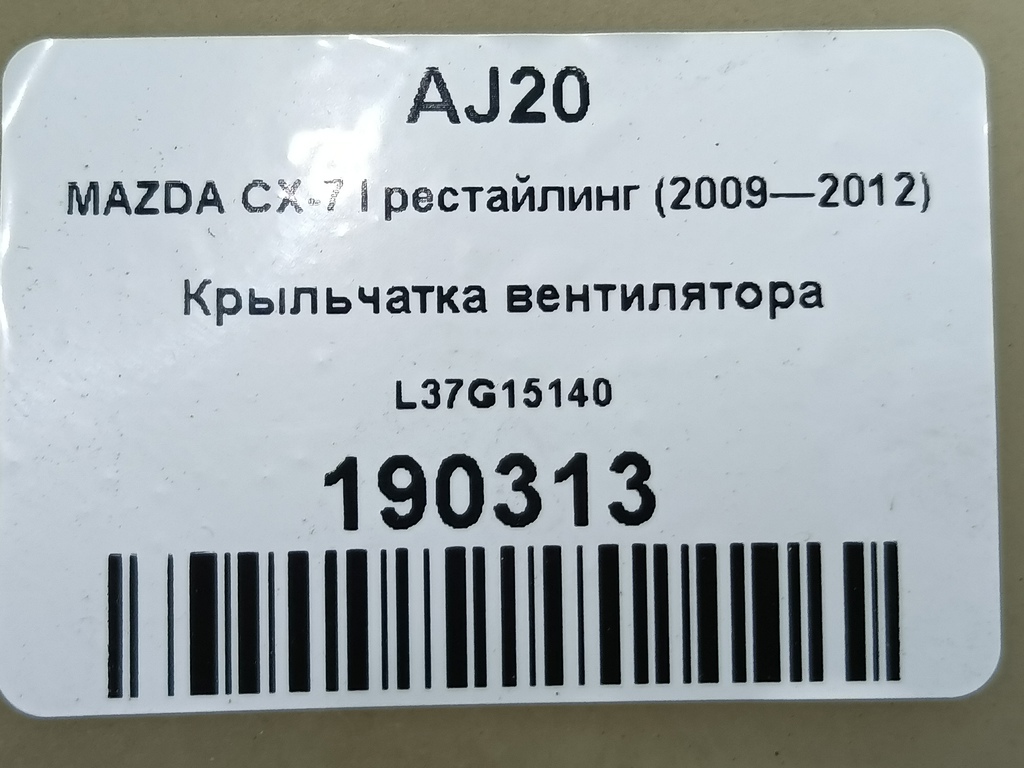 AJ20
MAZDA CX-7 I рестайлинг (2009—2012)
Крыльчатка вентилятора
L37G15140
190313